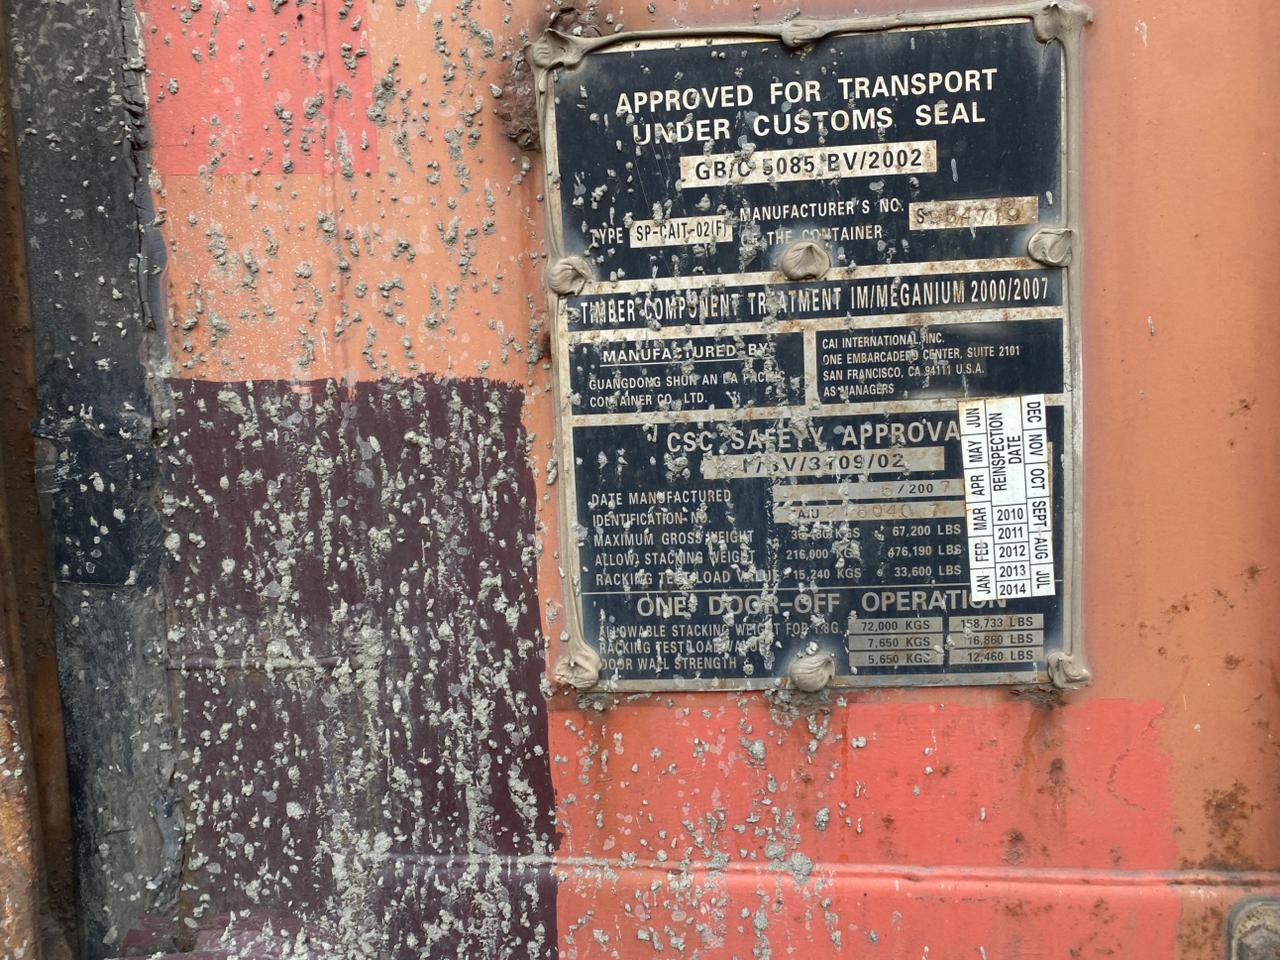 APPROVED FOR TRANSPORT
UNDER CUSTOMS SEAL
GB/C 5085 BV/2002
TYPE SP-CAIT-02(F) MANUFACTURER'S NO.
OF THE CONTAINER
TIMBER COMPONENT TREATMENT IM/MEGANIUM 2000/2007
MANUFACTURED BY
GUANGDONG SHUN AN LA PACIFIC
CONTAINER CO. LTD.
CAI INTERNATIONAL, INC.
ONE EMBARCADERO CENTER, SUITE 2101
SAN FRANCISCO, CA 94111 U.S.A.
AS MANAGERS
CSC SAFETY APPROVA
DATE MANUFACTURED /2007
IDENTIFICATION NO.
MAXIMUM GROSS WEIGHT 30,480 KGS 67,200 LBS
ALLOW. STACKING WEIGHT 216,000 KGS 476,190 LBS
RACKING TEST LOAD VALUE 15,240 KGS 33,600 LBS
ONE DOOR-OFF OPERATION
ALLOWABLE STACKING WEIGHT FOR 1.8G. 72,000 KGS 158,733 LBS
RACKING TEST LOAD VALUE 7,650 KGS 16,860 LBS
DOOR WALL STRENGTH 5,650 KGS 12,460 LBS
JAN FEB MAR APR MAY JUN
REINSPECTION
DATE
2010
2011
2012
2013
2014
DEC NOV OCT SEPT AUG JUL